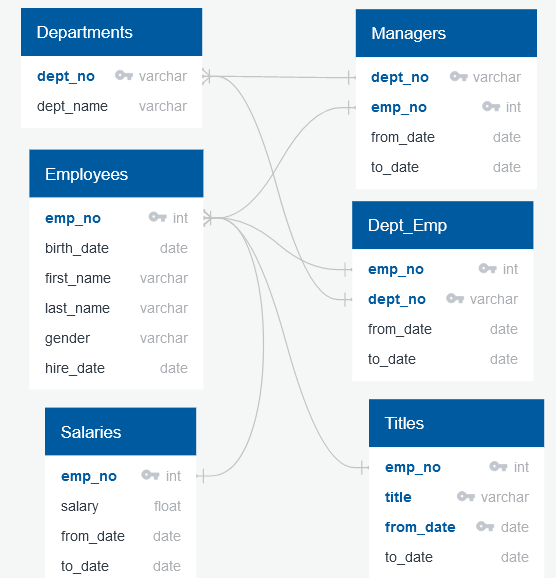 Departments
dept_no varchar
dept_name varchar
Employees
emp_no int
birth_date date
first_name varchar
last_name varchar
gender varchar
hire_date date
Salaries
emp_no int
salary float
from_date date
to_date date
Managers
dept_no varchar
emp_no int
from_date date
to_date date
Dept_Emp
emp_no int
dept_no varchar
from_date date
to_date date
Titles
emp_no int
title varchar
from_date date
to_date date